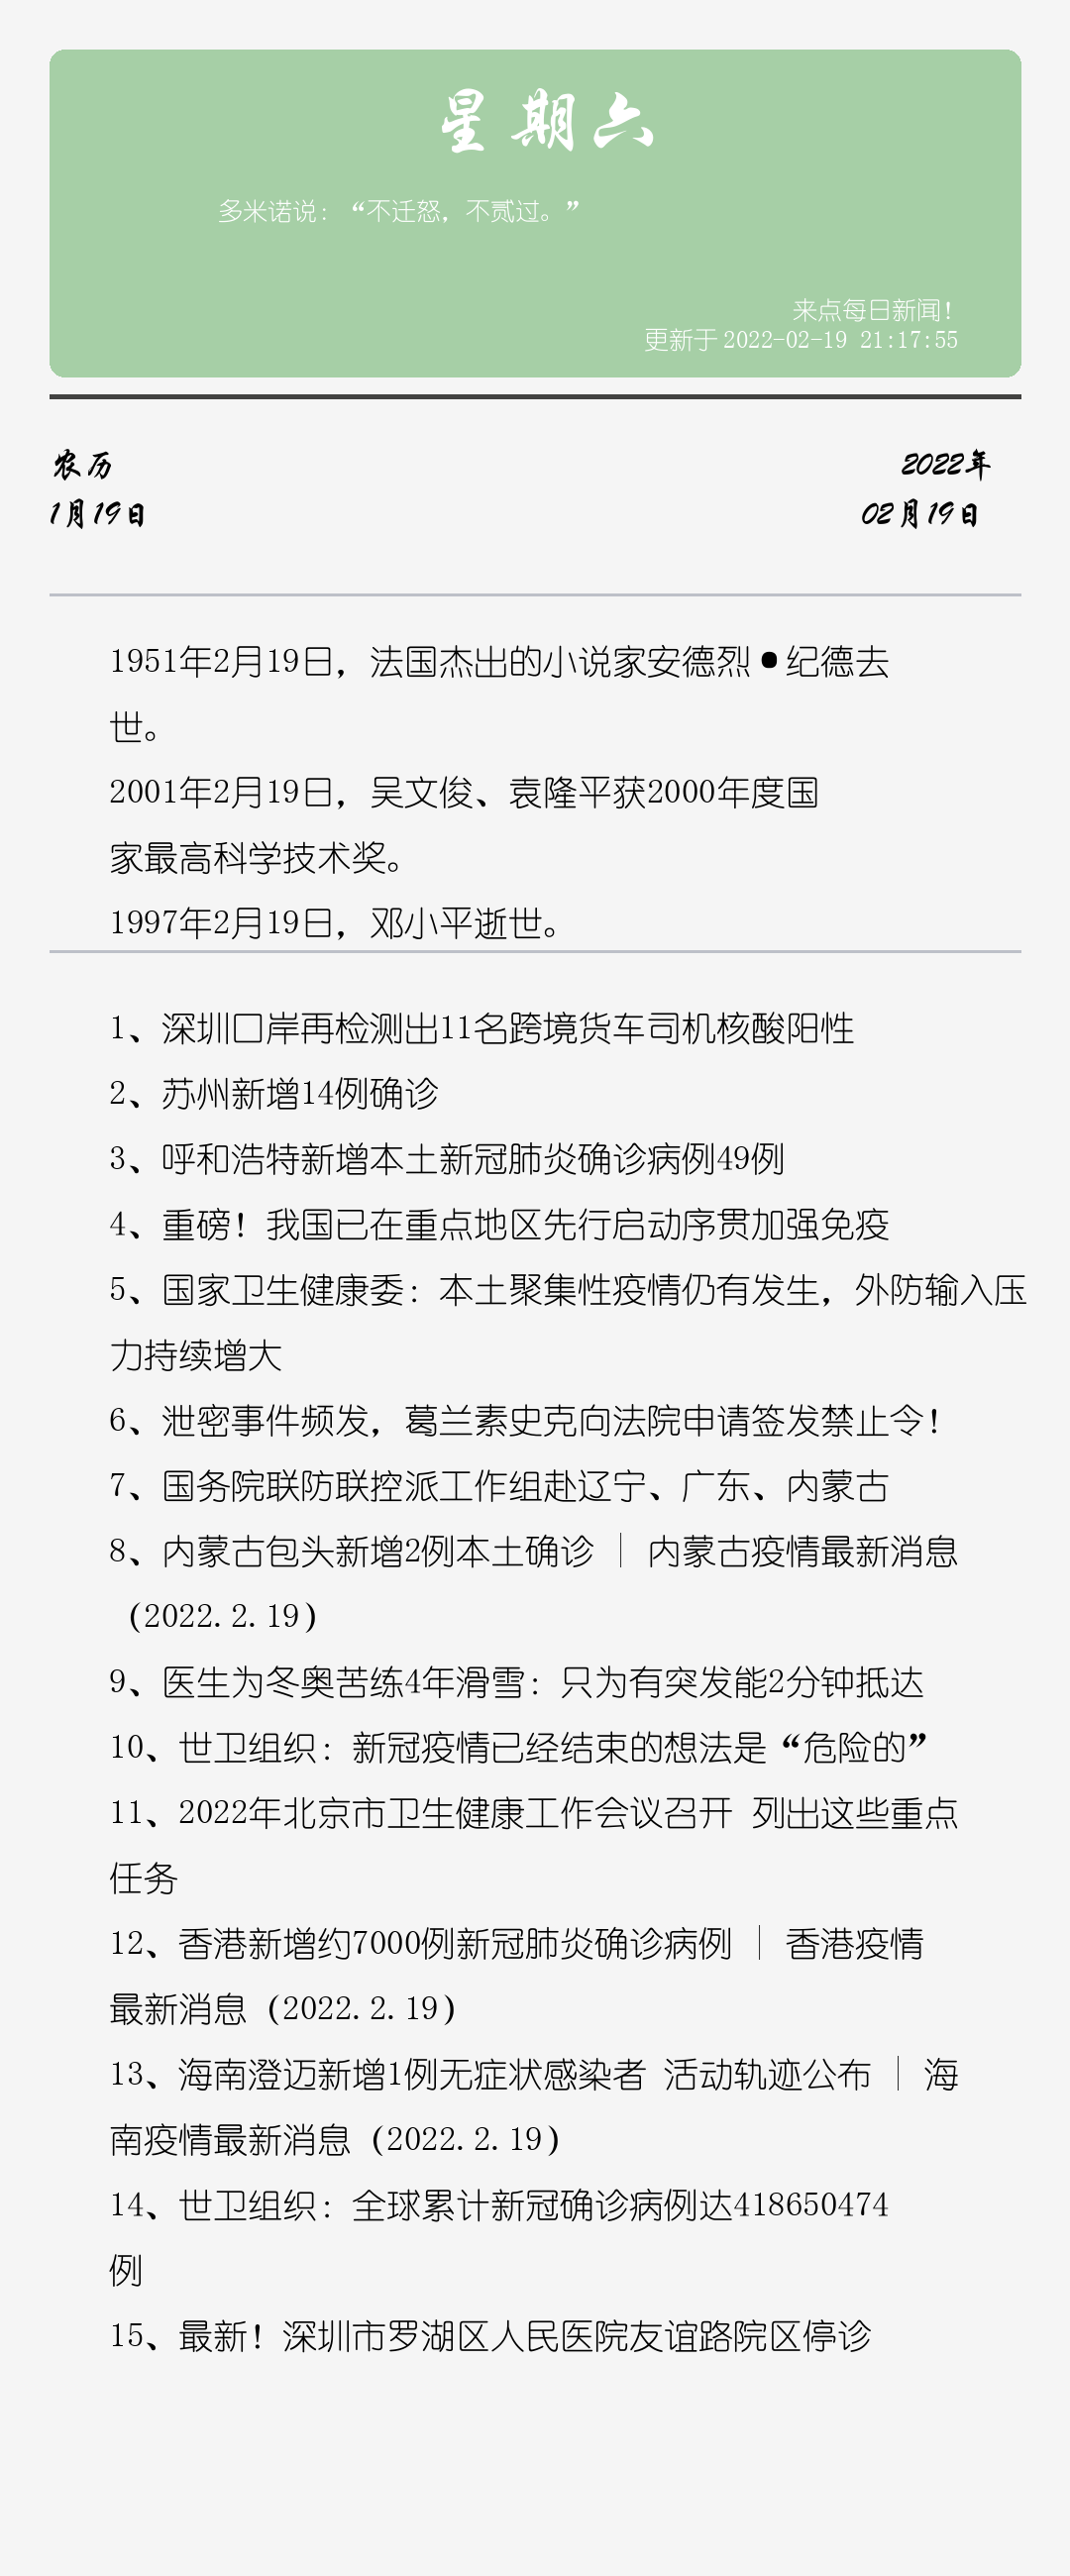 星期六
多米诺说：“不迁怒，不贰过。”
来点每日新闻！
更新于 2022-02-19 21:17:55
农历
2022年
1月19日
02月19日
1951年2月19日，法国杰出的小说家安德烈•纪德去
世。
2001年2月19日，吴文俊、袁隆平获2000年度国
家最高科学技术奖。
1997年2月19日，邓小平逝世。
1、深圳口岸再检测出11名跨境货车司机核酸阳性
2、苏州新增14例确诊
3、呼和浩特新增本土新冠肺炎确诊病例49例
4、重磅！我国已在重点地区先行启动序贯加强免疫
5、国家卫生健康委：本土聚集性疫情仍有发生，外防输入压
力持续增大
6、泄密事件频发，葛兰素史克向法院申请签发禁止令！
7、国务院联防联控派工作组赴辽宁、广东、内蒙古
8、内蒙古包头新增2例本土确诊 | 内蒙古疫情最新消息
（2022.2.19）
9、医生为冬奥苦练4年滑雪：只为有突发能2分钟抵达
10、世卫组织：新冠疫情已经结束的想法是“危险的”
11、2022年北京市卫生健康工作会议召开 列出这些重点
任务
12、香港新增约7000例新冠肺炎确诊病例 | 香港疫情
最新消息（2022.2.19）
13、海南澄迈新增1例无症状感染者 活动轨迹公布 | 海
南疫情最新消息（2022.2.19）
14、世卫组织：全球累计新冠确诊病例达418650474
例
15、最新！深圳市罗湖区人民医院友谊路院区停诊